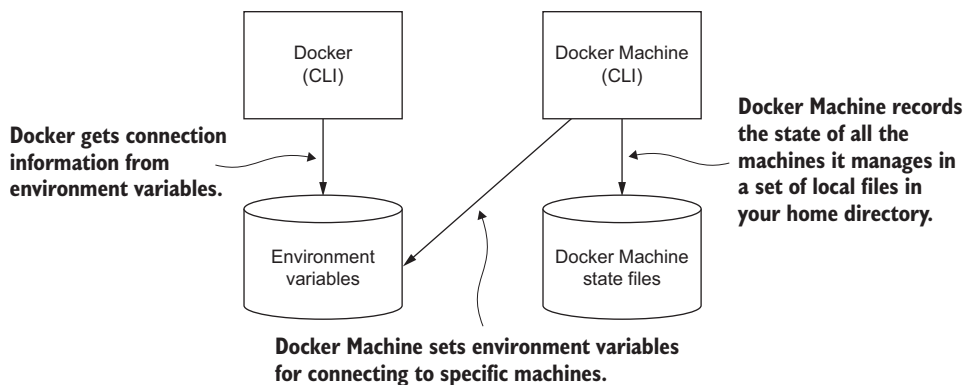 Docker
(CLI)
Docker Machine
(CLI)
Docker gets connection
information from
environment variables.
Docker Machine records
the state of all the
machines it manages in
a set of local files in
your home directory.
Environment
variables
Docker Machine
state files
Docker Machine sets environment variables
for connecting to specific machines.